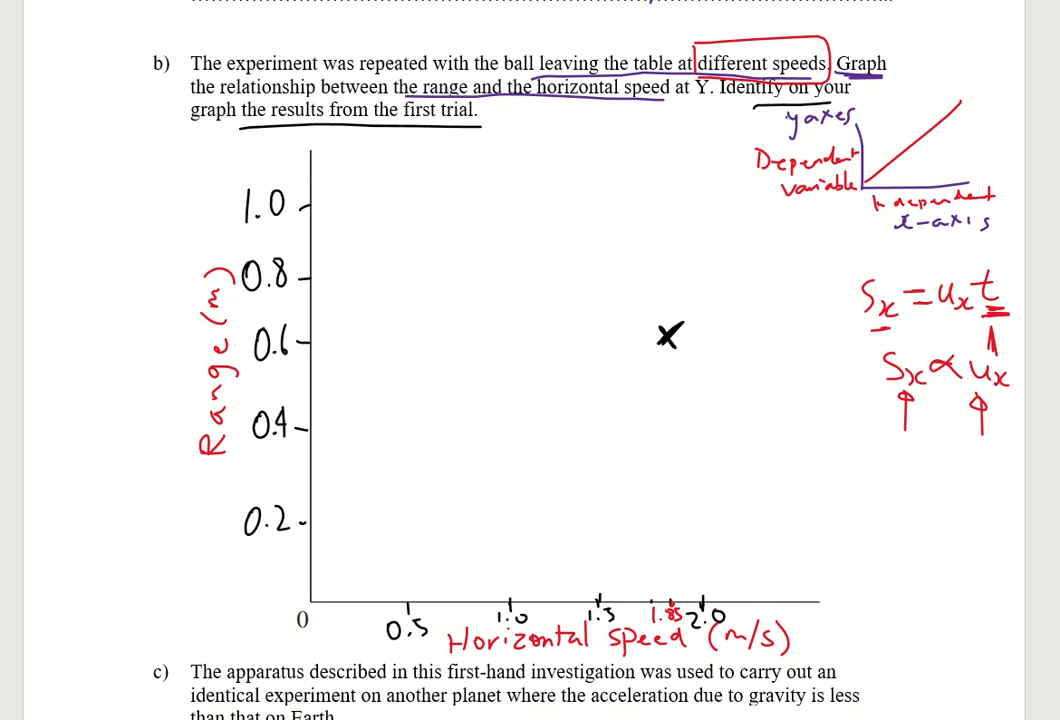 b) The experiment was repeated with the ball leaving the table at different speeds. Graph
the relationship between the range and the horizontal speed at Y. Identify on your
graph the results from the first trial.
y axes
Dependent
variable
Independent
x-axis
1.0
0.8
0.6
0.4
0.2
0
Range (m)
x
0.5
1.0
1.5
1.85
2.0
Horizontal speed (m/s)
Sx = ux t
Sx ∝ ux
c) The apparatus described in this first-hand investigation was used to carry out an
identical experiment on another planet where the acceleration due to gravity is less
than that on Earth